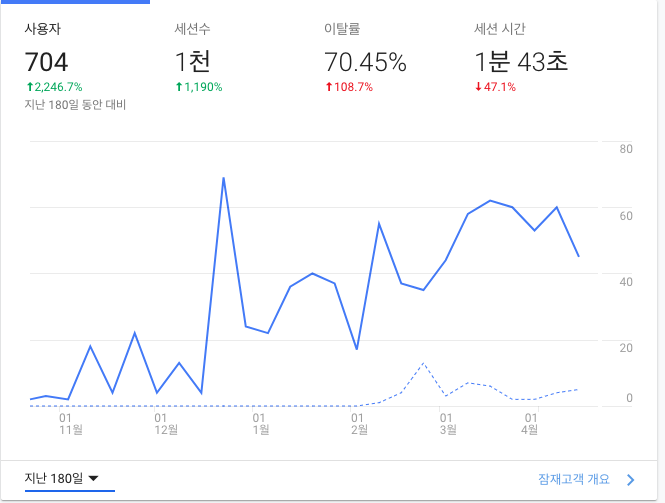 사용자 세션수 이탈률 세션 시간
704 1천 70.45% 1분 43초
↑2,246.7% ↑1,190% ↑108.7% ↓47.1%
지난 180일 동안 대비
80
60
40
20
0
01 01 01 01 01 01
11월 12월 1월 2월 3월 4월
지난 180일 잠재고객 개요